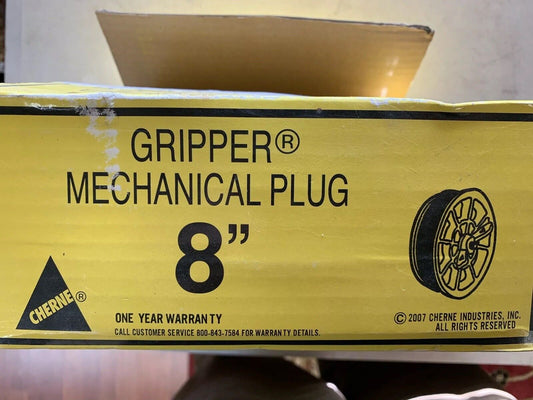 GRIPPER®
MECHANICAL PLUG
8"
CHERNE®
ONE YEAR WARRANTY
CALL CUSTOMER SERVICE 800-843-7584 FOR WARRANTY DETAILS.
© 2007 CHERNE INDUSTRIES, INC.
ALL RIGHTS RESERVED